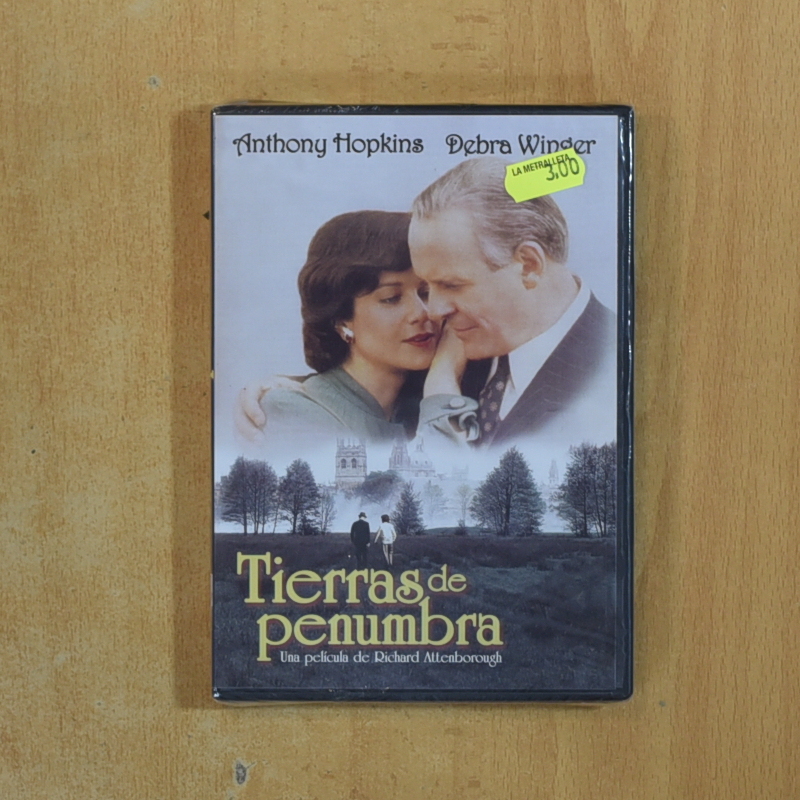 Anthony Hopkins Debra Winger
LA METRALLETA
3.00
Tierras de
penumbra
Una película de Richard Attenborough